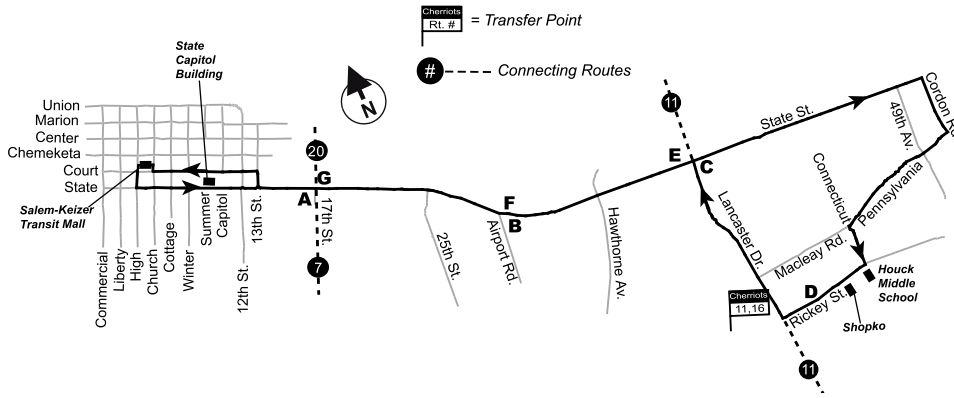 Cherriots
Rt. #
= Transfer Point
#
Connecting Routes
N
State
Capitol
Building
Union
Marion
Center
Chemeketa
Court
State
Salem-Keizer
Transit Mall
Commercial
Liberty
High
Church
Cottage
Winter
Summer
Capitol
12th St.
13th St.
20
G
A
17th St.
7
25th St.
F
B
Airport Rd.
Hawthorne Av.
11
E
C
State St.
Cordon Rd
49th Av.
Pennsylvania
Connecticut
Macleay Rd.
Lancaster Dr.
Cherriots
11,16
D
Rickey St.
Houck
Middle
School
Shopko
11